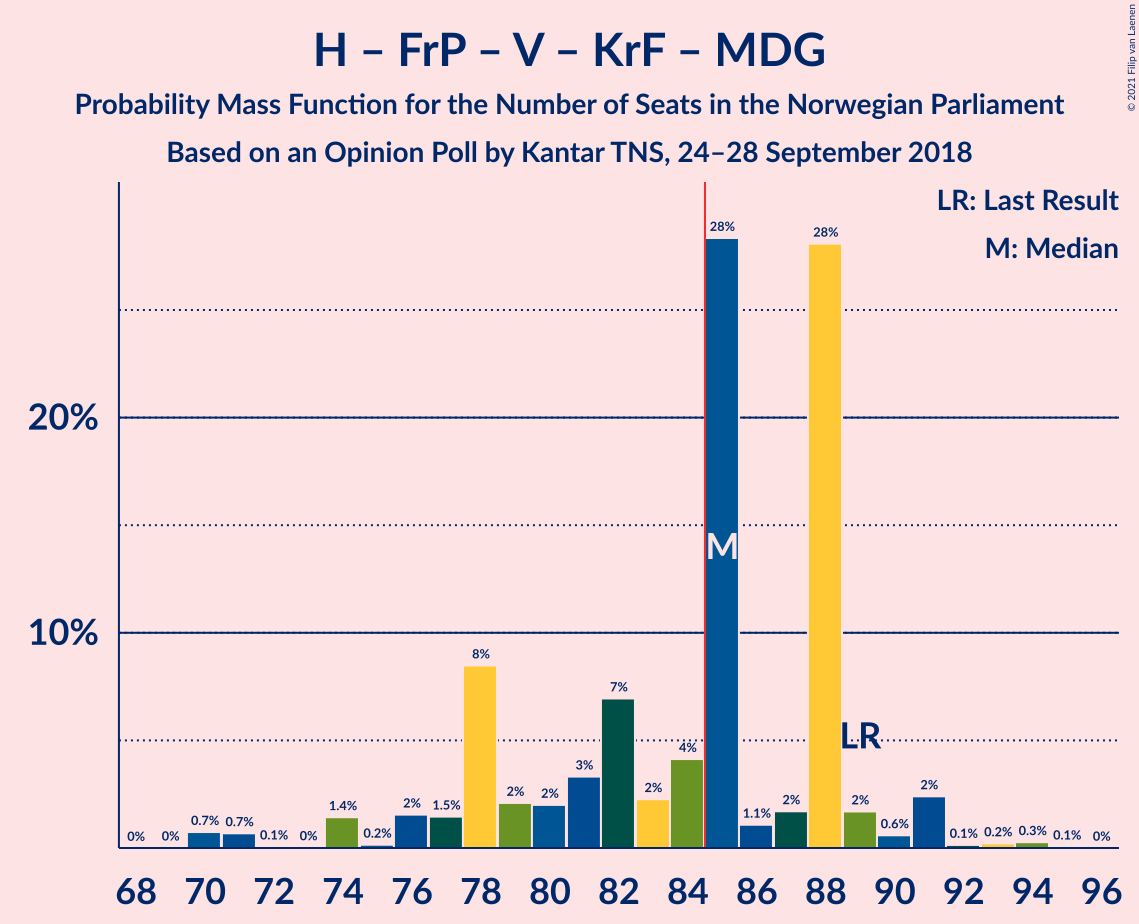 H – FrP – V – KrF – MDG
Probability Mass Function for the Number of Seats in the Norwegian Parliament
Based on an Opinion Poll by Kantar TNS, 24–28 September 2018
© 2021 Filip van Laenen
LR: Last Result
M: Median
20%
10%
0% 0% 0.7% 0.7% 0.1% 0% 1.4% 0.2% 2% 1.5% 8% 2% 2% 3% 7% 2% 4% 28% 1.1% 2% 28% 2% 0.6% 2% 0.1% 0.2% 0.3% 0.1% 0%
M
LR
68 70 72 74 76 78 80 82 84 86 88 90 92 94 96